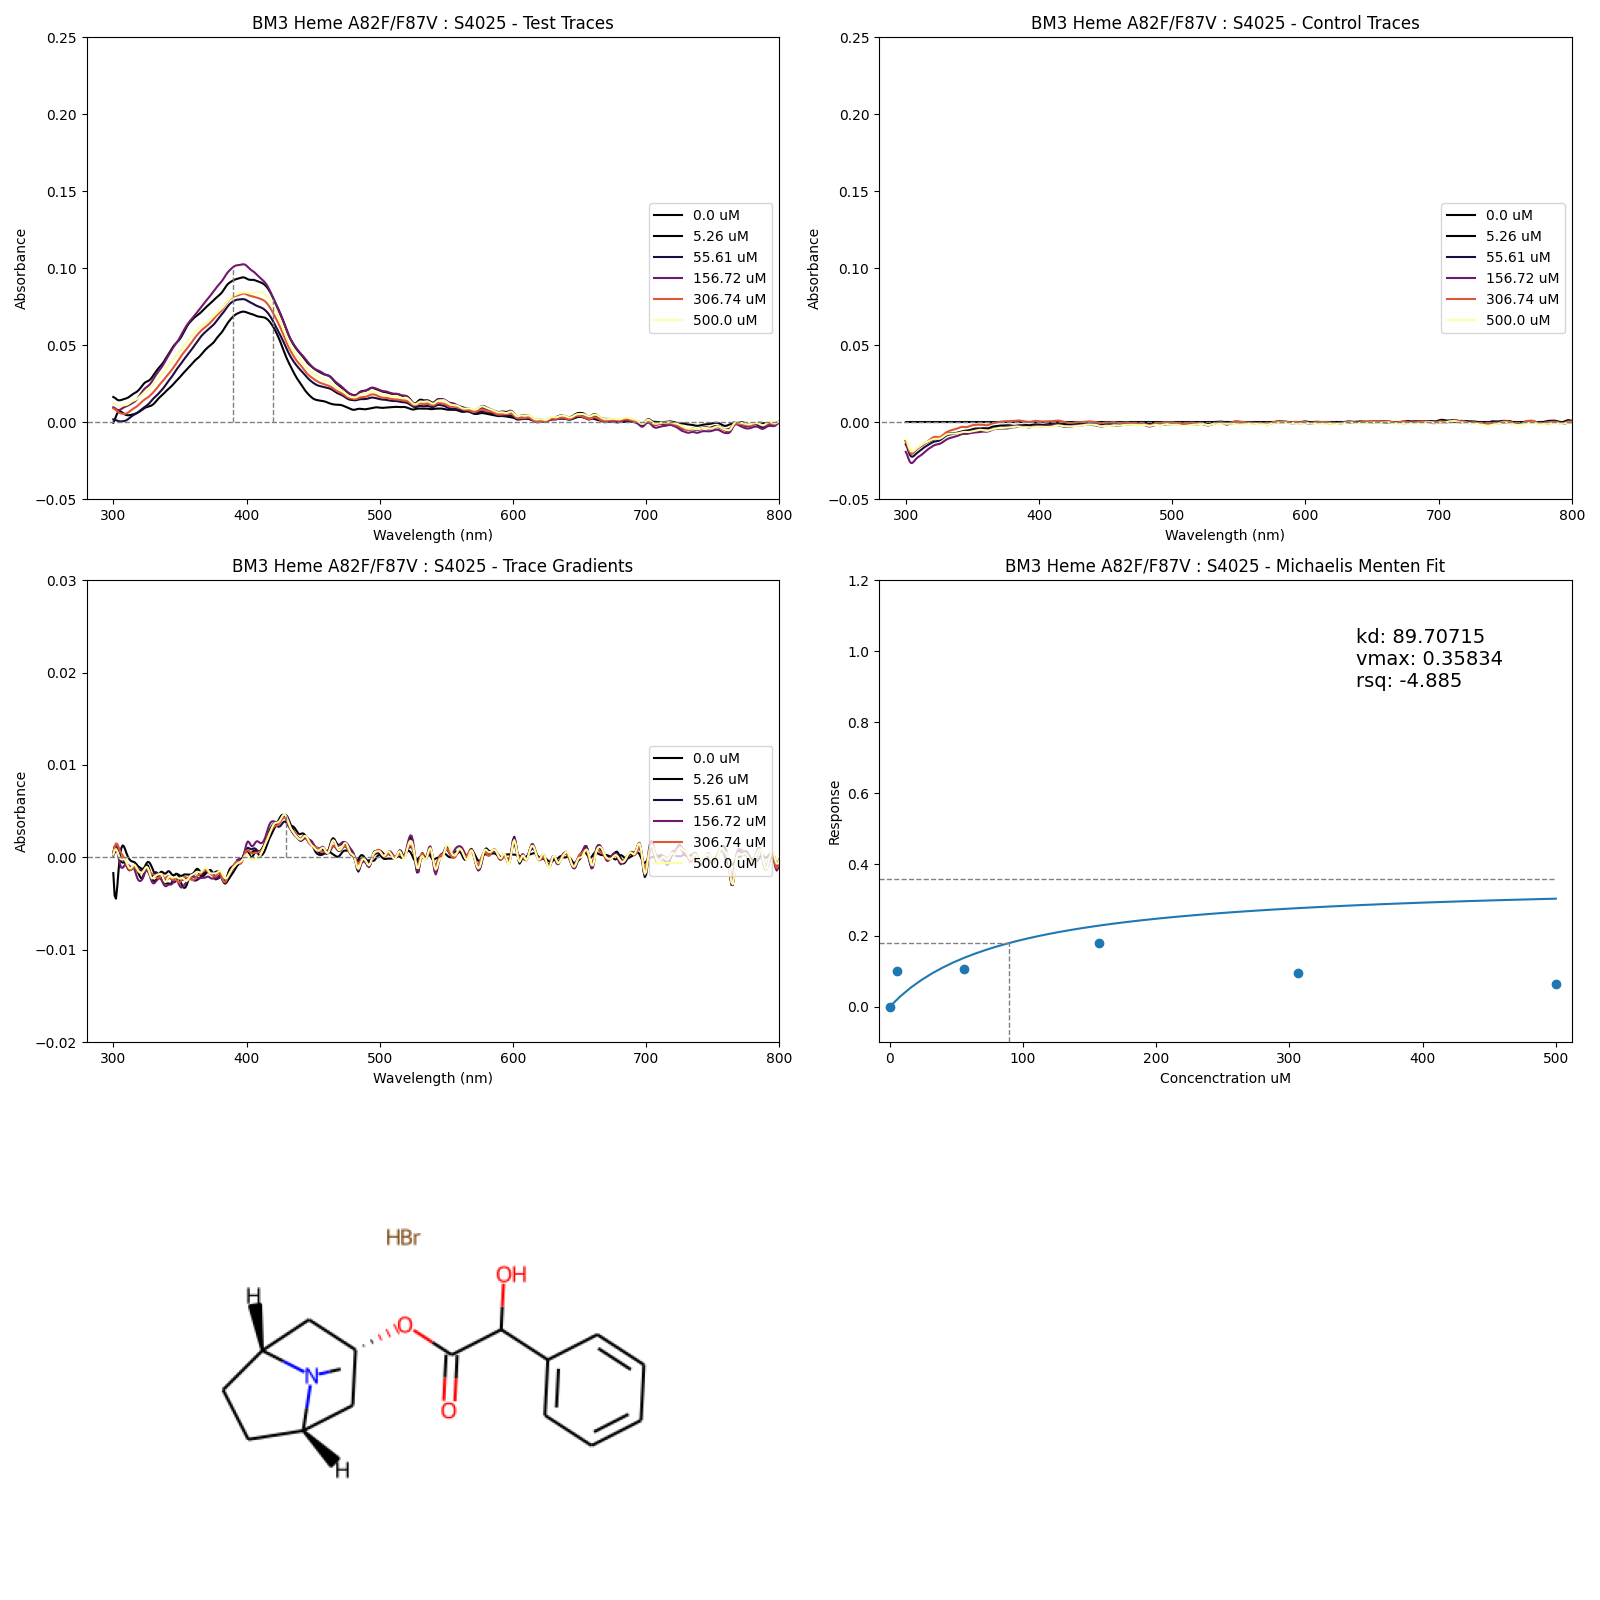 BM3 Heme A82F/F87V : S4025 - Test Traces
0.25
0.20
0.15
0.10
0.05
0.00
−0.05
Absorbance
300 400 500 600 700 800
Wavelength (nm)
0.0 uM
5.26 uM
55.61 uM
156.72 uM
306.74 uM
500.0 uM
BM3 Heme A82F/F87V : S4025 - Control Traces
0.25
0.20
0.15
0.10
0.05
0.00
−0.05
Absorbance
300 400 500 600 700 800
Wavelength (nm)
0.0 uM
5.26 uM
55.61 uM
156.72 uM
306.74 uM
500.0 uM
BM3 Heme A82F/F87V : S4025 - Trace Gradients
0.03
0.02
0.01
0.00
−0.01
−0.02
Absorbance
300 400 500 600 700 800
Wavelength (nm)
0.0 uM
5.26 uM
55.61 uM
156.72 uM
306.74 uM
500.0 uM
BM3 Heme A82F/F87V : S4025 - Michaelis Menten Fit
1.2
1.0
0.8
0.6
0.4
0.2
0.0
Response
0 100 200 300 400 500
Concenctration uM
kd: 89.70715
vmax: 0.35834
rsq: -4.885
HBr
OH
H
O
N
O
H